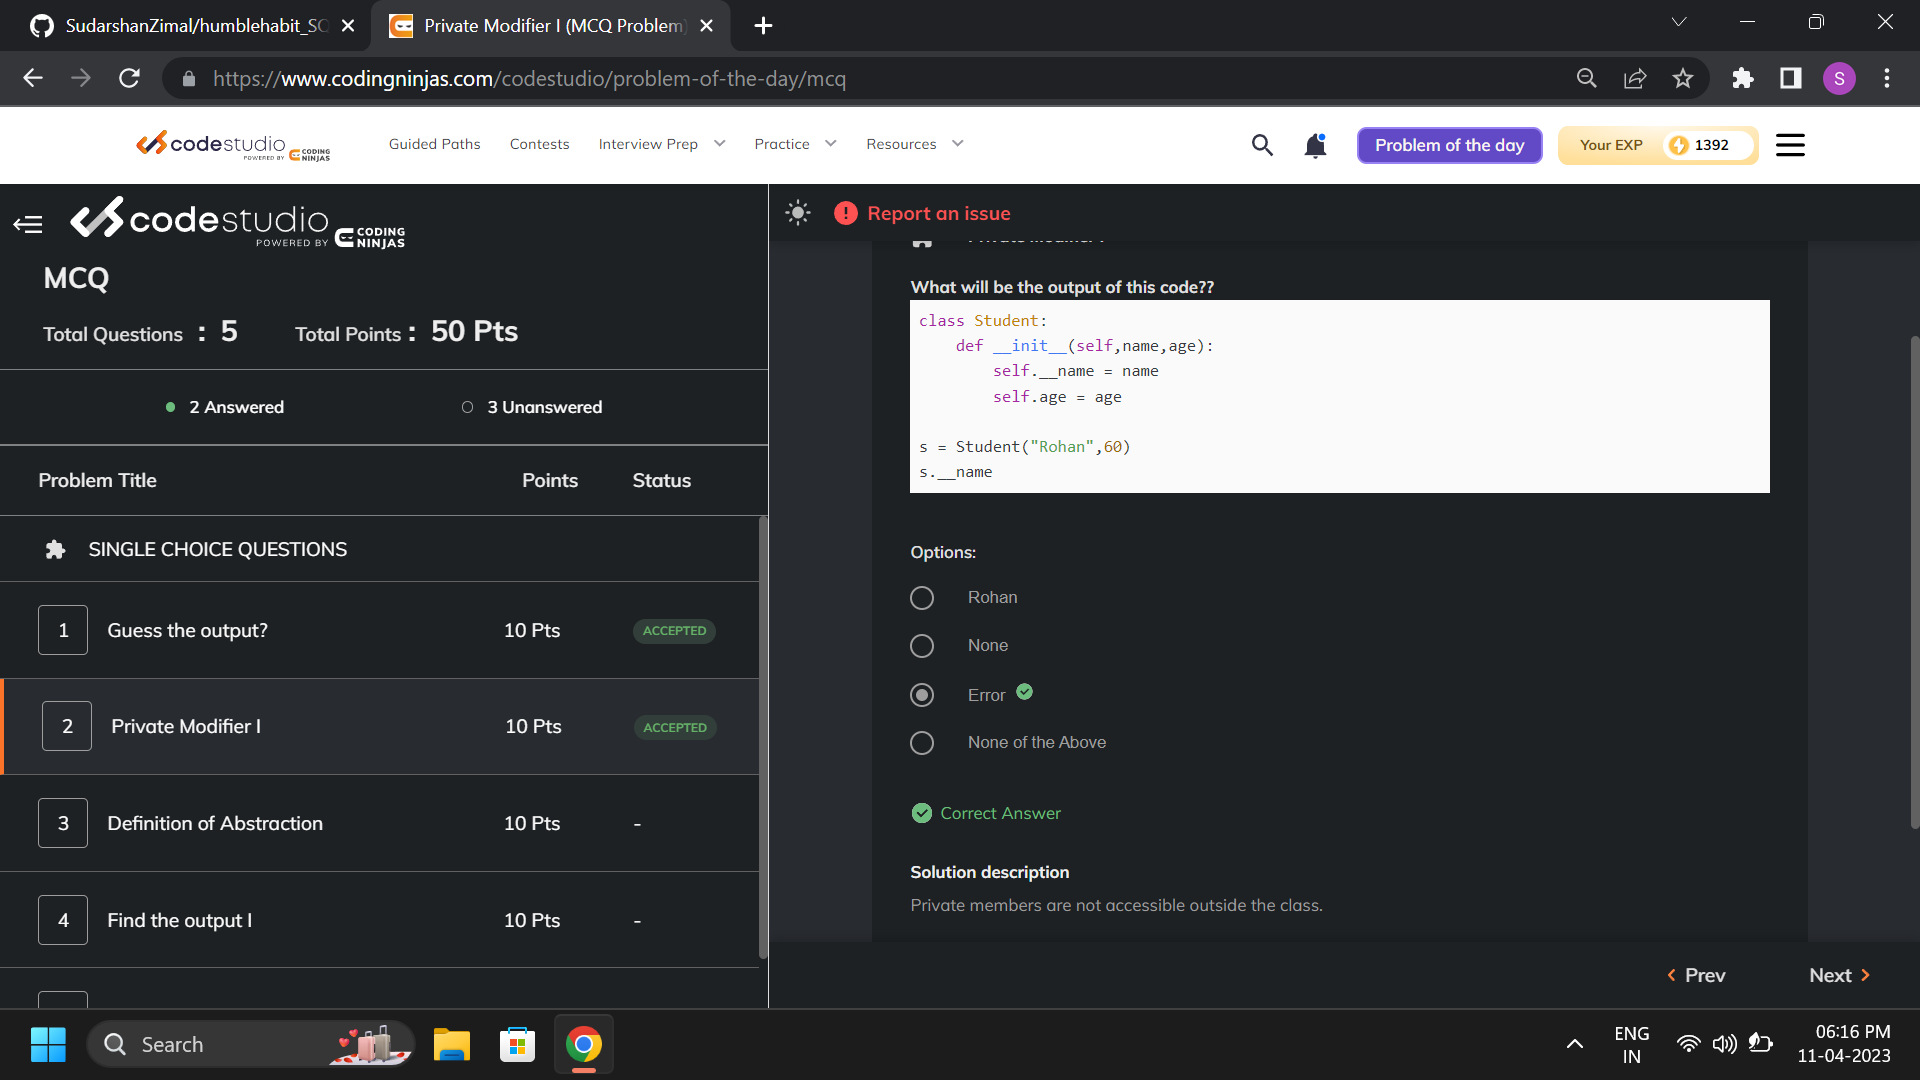 SudarshanZimal/humblehabit_SC
Private Modifier I (MCQ Problem)
https://www.codingninjas.com/codestudio/problem-of-the-day/mcq
S
codestudio
POWERED BY CODING NINJAS
Guided Paths
Contests
Interview Prep
Practice
Resources
Problem of the day
Your EXP
1392
codestudio
POWERED BY CODING NINJAS
MCQ
Total Questions : 5
Total Points : 50 Pts
2 Answered
3 Unanswered
Problem Title
Points
Status
SINGLE CHOICE QUESTIONS
1 Guess the output? 10 Pts ACCEPTED
2 Private Modifier I 10 Pts ACCEPTED
3 Definition of Abstraction 10 Pts -
4 Find the output I 10 Pts -
Report an issue
What will be the output of this code??
class Student:
    def __init__(self,name,age):
        self.__name = name
        self.age = age
s = Student("Rohan",60)
s.__name
Options:
Rohan
None
Error
None of the Above
Correct Answer
Solution description
Private members are not accessible outside the class.
Prev
Next
Search
ENG
IN
06:16 PM
11-04-2023